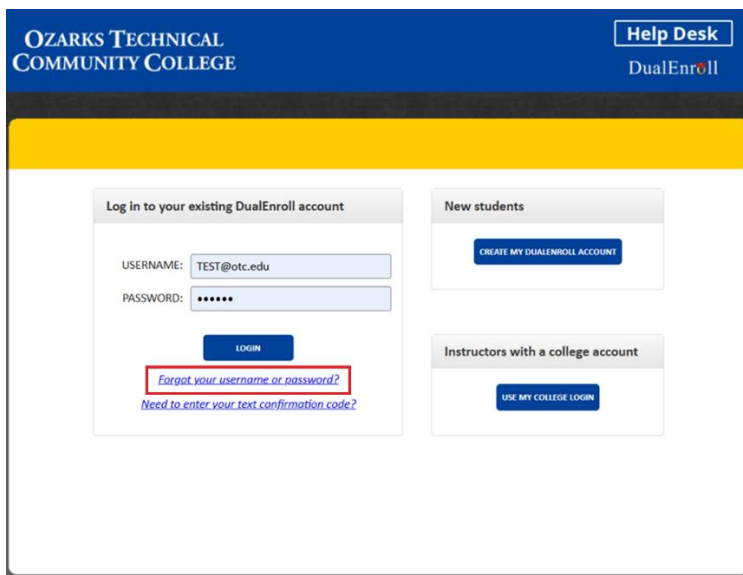 OZARKS TECHNICAL
COMMUNITY COLLEGE
Help Desk
DualEnroll
Log in to your existing DualEnroll account
USERNAME: TEST@otc.edu
PASSWORD: ••••••
LOGIN
Forgot your username or password?
Need to enter your text confirmation code?
New students
CREATE MY DUALENROLL ACCOUNT
Instructors with a college account
USE MY COLLEGE LOGIN